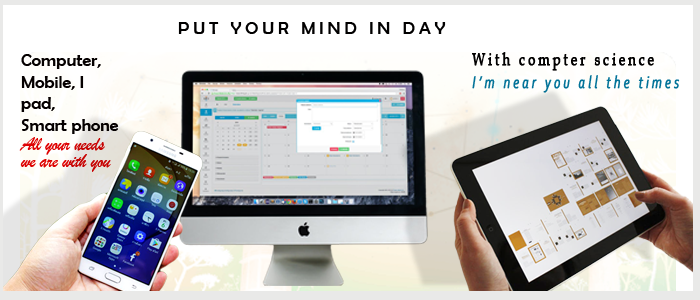 PUT YOUR MIND IN DAY
Computer,
Mobile, I
pad,
Smart phone
All your needs
we are with you
With compter science
I'm near you all the times